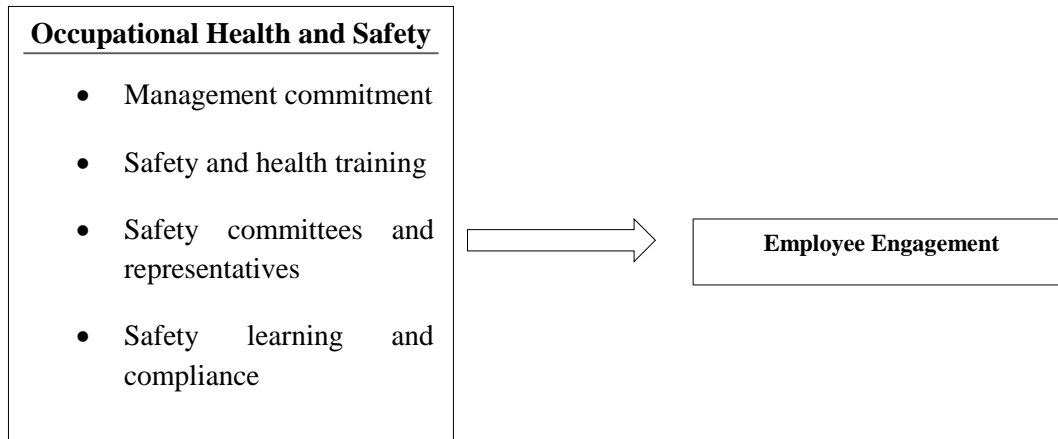 Occupational Health and Safety
• Management commitment
• Safety and health training
• Safety committees and
representatives
• Safety learning and
compliance
Employee Engagement